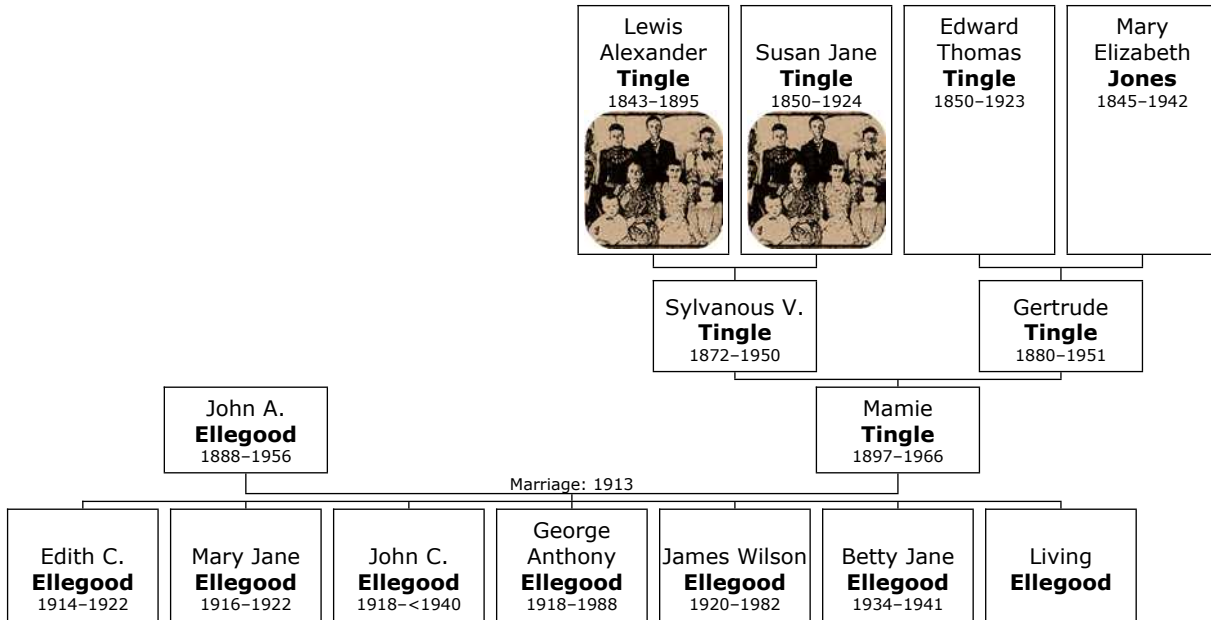 Lewis
Alexander
Tingle
1843–1895
Susan Jane
Tingle
1850–1924
Edward
Thomas
Tingle
1850–1923
Mary
Elizabeth
Jones
1845–1942
Sylvanous V.
Tingle
1872–1950
Gertrude
Tingle
1880–1951
John A.
Ellegood
1888–1956
Mamie
Tingle
1897–1966
Marriage: 1913
Edith C.
Ellegood
1914–1922
Mary Jane
Ellegood
1916–1922
John C.
Ellegood
1918–<1940
George
Anthony
Ellegood
1918–1988
James Wilson
Ellegood
1920–1982
Betty Jane
Ellegood
1934–1941
Living
Ellegood